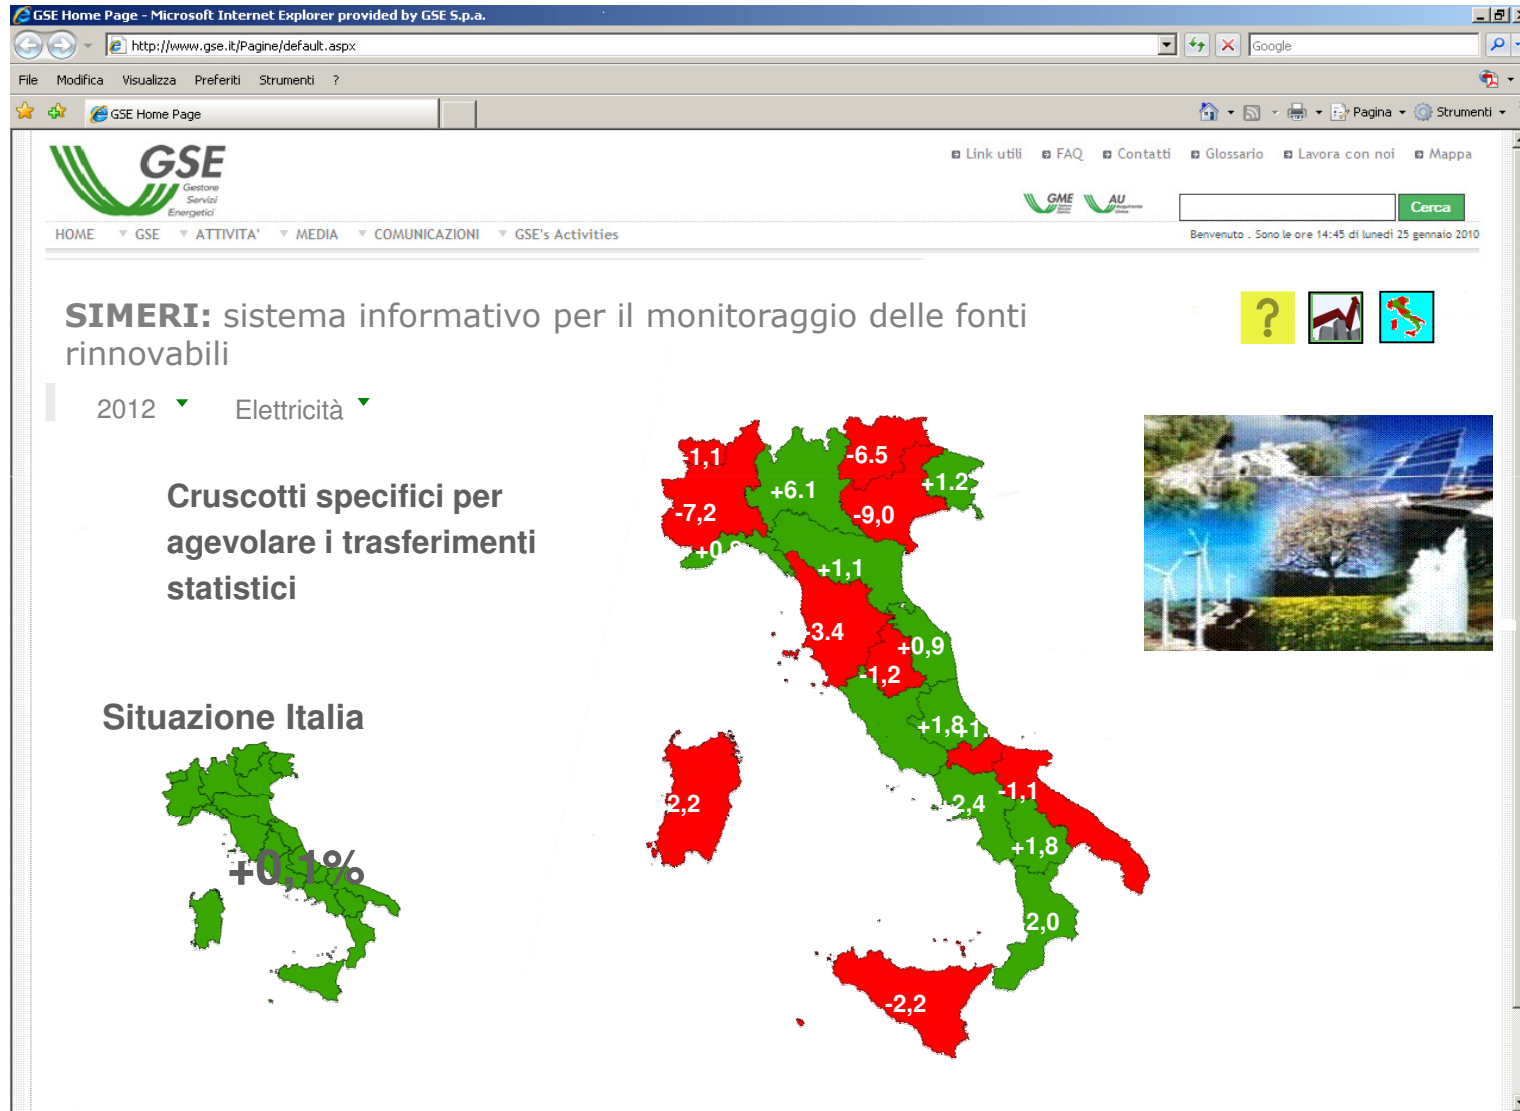 GSE Home Page - Microsoft Internet Explorer provided by GSE S.p.a.
http://www.gse.it/Pagine/default.aspx
Google
File Modifica Visualizza Preferiti Strumenti ?
GSE Home Page
Pagina Strumenti
GSE
Gestore
Servizi
Energetici
Link utili FAQ Contatti Glossario Lavora con noi Mappa
GME AU
Cerca
HOME GSE ATTIVITA' MEDIA COMUNICAZIONI GSE's Activities
Benvenuto . Sono le ore 14:45 di lunedì 25 gennaio 2010
SIMERI: sistema informativo per il monitoraggio delle fonti
rinnovabili
?
2012 Elettricità
Cruscotti specifici per
agevolare i trasferimenti
statistici
Situazione Italia
+0,1%
-1,1
-6.5
+6.1
+1.2
-7,2
-9,0
+1,1
-3.4
+0,9
-1,2
+1,8
-1,1
2,2
2,4
+1,8
2,0
-2,2